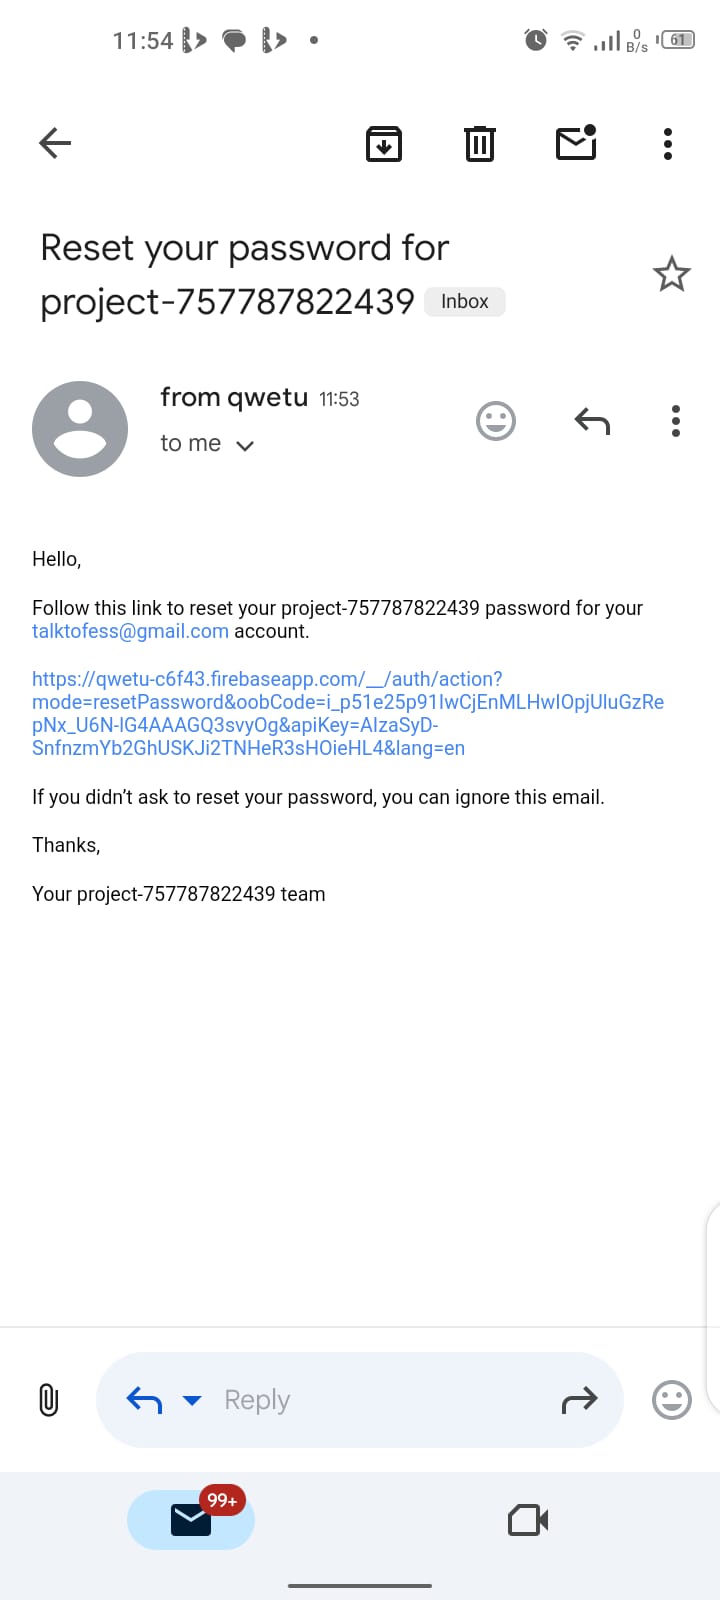 11:54
0
B/s
61
Reset your password for
project-757787822439 Inbox
from qwetu 11:53
to me
Hello,
Follow this link to reset your project-757787822439 password for your
talktofess@gmail.com account.
https://qwetu-c6f43.firebaseapp.com/__/auth/action?
mode=resetPassword&oobCode=i_p51e25p91IwCjEnMLHwIOpjUluGzRe
pNx_U6N-IG4AAAGQ3svyOg&apiKey=AIzaSyD-
SnfnzmYb2GhUSKJi2TNHeR3sHOieHL4&lang=en
If you didn’t ask to reset your password, you can ignore this email.
Thanks,
Your project-757787822439 team
Reply
99+